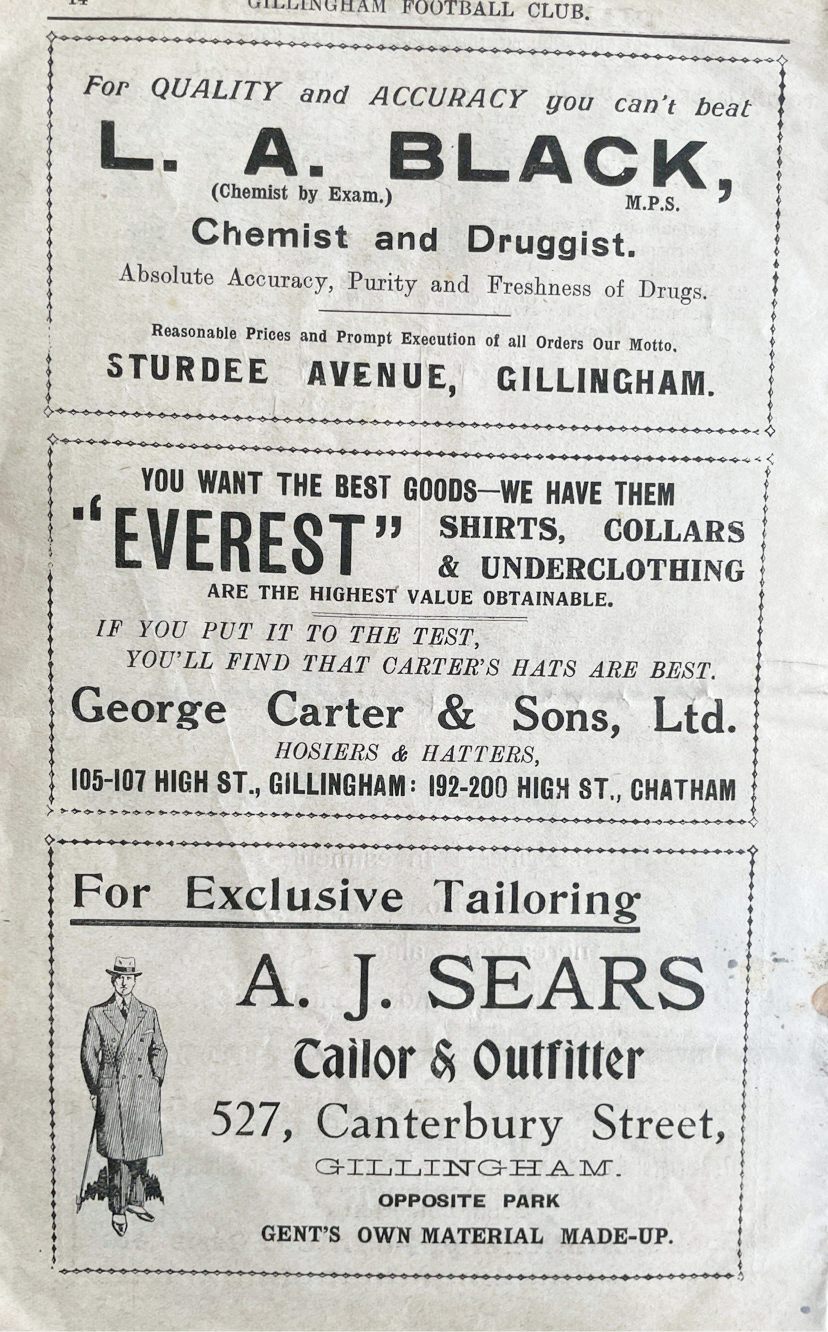 14 GILLINGHAM FOOTBALL CLUB.
For QUALITY and ACCURACY you can't beat
L. A. BLACK,
(Chemist by Exam.) M.P.S.
Chemist and Druggist.
Absolute Accuracy, Purity and Freshness of Drugs.
Reasonable Prices and Prompt Execution of all Orders Our Motto.
STURDEE AVENUE, GILLINGHAM.
YOU WANT THE BEST GOODS—WE HAVE THEM
"EVEREST" SHIRTS, COLLARS
& UNDERCLOTHING
ARE THE HIGHEST VALUE OBTAINABLE.
IF YOU PUT IT TO THE TEST,
YOU'LL FIND THAT CARTER'S HATS ARE BEST.
George Carter & Sons, Ltd.
HOSIERS & HATTERS,
105-107 HIGH ST., GILLINGHAM: 192-200 HIGH ST., CHATHAM
For Exclusive Tailoring
A. J. SEARS
Tailor & Outfitter
527, Canterbury Street,
GILLINGHAM.
OPPOSITE PARK
GENT'S OWN MATERIAL MADE-UP.